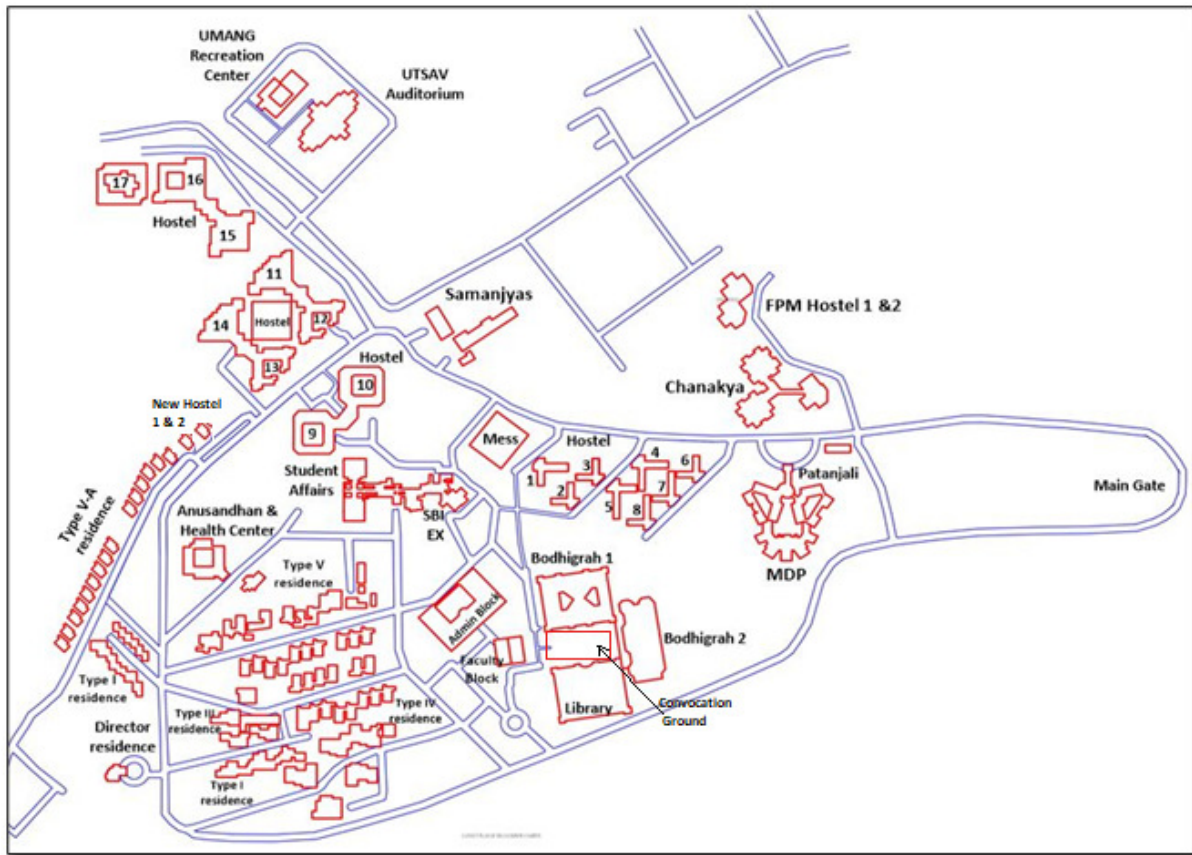 UMANG
Recreation
Center
UTSAV
Auditorium
17
16
Hostel
15
11
14
Hostel
12
13
Samanjyas
FPM Hostel 1 &2
Hostel
10
9
Chanakya
New Hostel
1 & 2
Mess
Hostel
1
2
3
4
5
6
7
8
Patanjali
Main Gate
MDP
Student
Affairs
SBI
EX
Type V-A
residence
Anusandhan &
Health Center
Type V
residence
Bodhigrah 1
Bodhigrah 2
Admin Block
Faculty
Block
Library
Convocation
Ground
Type I
residence
Type III
residence
Type IV
residence
Director
residence
Type I
residence